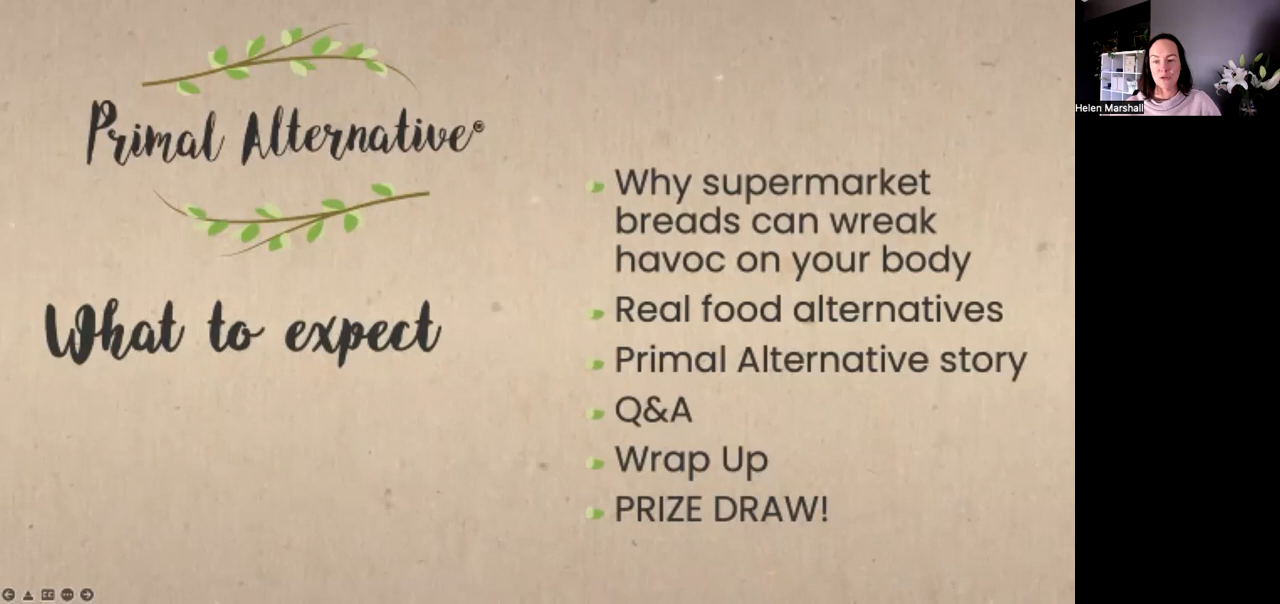 Primal Alternative®
What to expect
Why supermarket
breads can wreak
havoc on your body
Real food alternatives
Primal Alternative story
Q&A
Wrap Up
PRIZE DRAW!
Helen Marshall